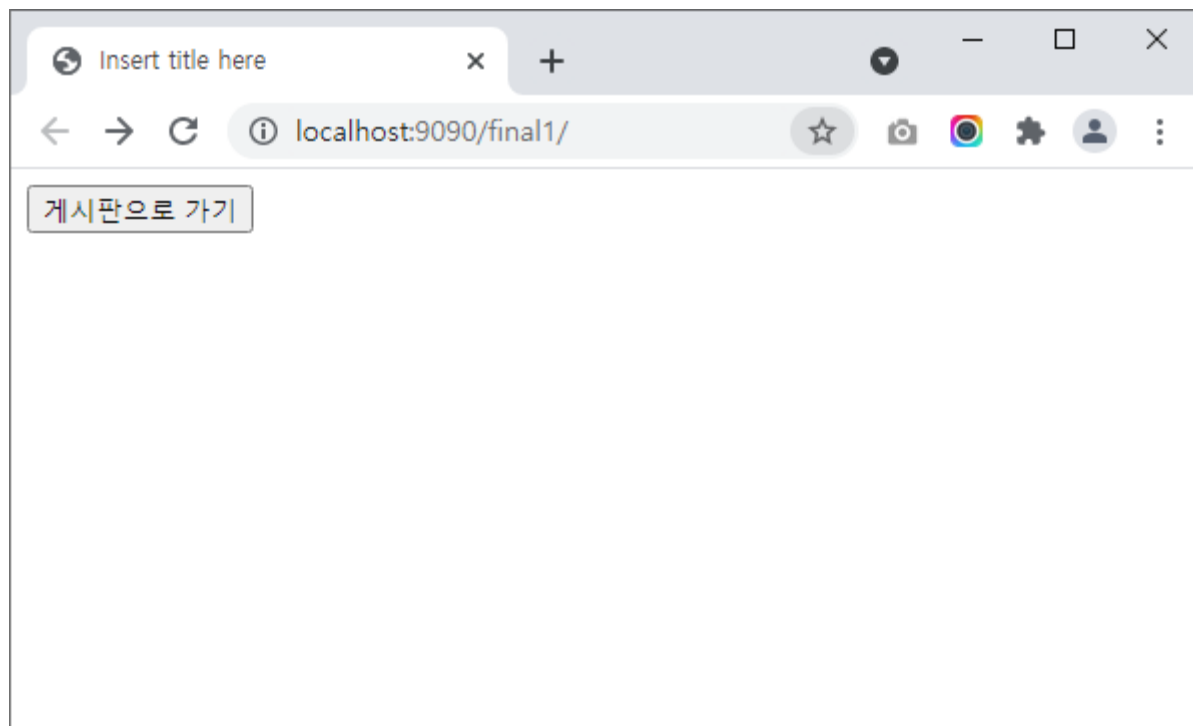 Insert title here
localhost:9090/final1/
게시판으로 가기